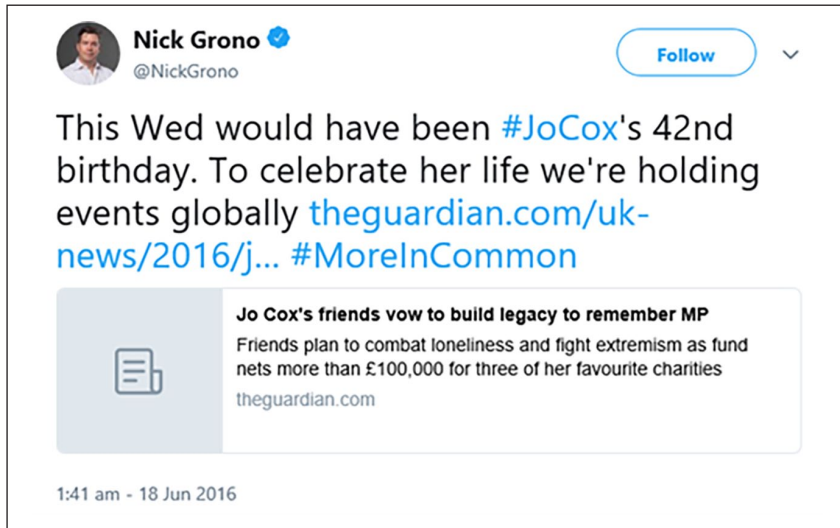 Nick Grono
@NickGrono
Follow
This Wed would have been #JoCox's 42nd
birthday. To celebrate her life we're holding
events globally theguardian.com/uk-
news/2016/j... #MoreInCommon
Jo Cox's friends vow to build legacy to remember MP
Friends plan to combat loneliness and fight extremism as fund
nets more than £100,000 for three of her favourite charities
theguardian.com
1:41 am - 18 Jun 2016